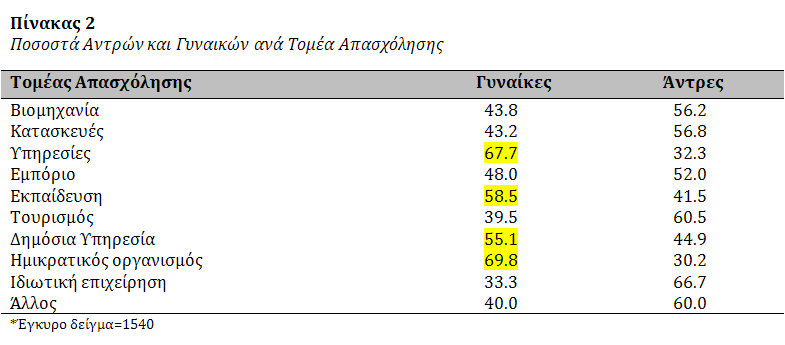 Πίνακας 2
Ποσοστά Αντρών και Γυναικών ανά Τομέα Απασχόλησης
Τομέας Απασχόλησης Γυναίκες Άντρες
Βιομηχανία 43.8 56.2
Κατασκευές 43.2 56.8
Υπηρεσίες 67.7 32.3
Εμπόριο 48.0 52.0
Εκπαίδευση 58.5 41.5
Τουρισμός 39.5 60.5
Δημόσια Υπηρεσία 55.1 44.9
Ημικρατικός οργανισμός 69.8 30.2
Ιδιωτική επιχείρηση 33.3 66.7
Άλλος 40.0 60.0
*Έγκυρο δείγμα=1540